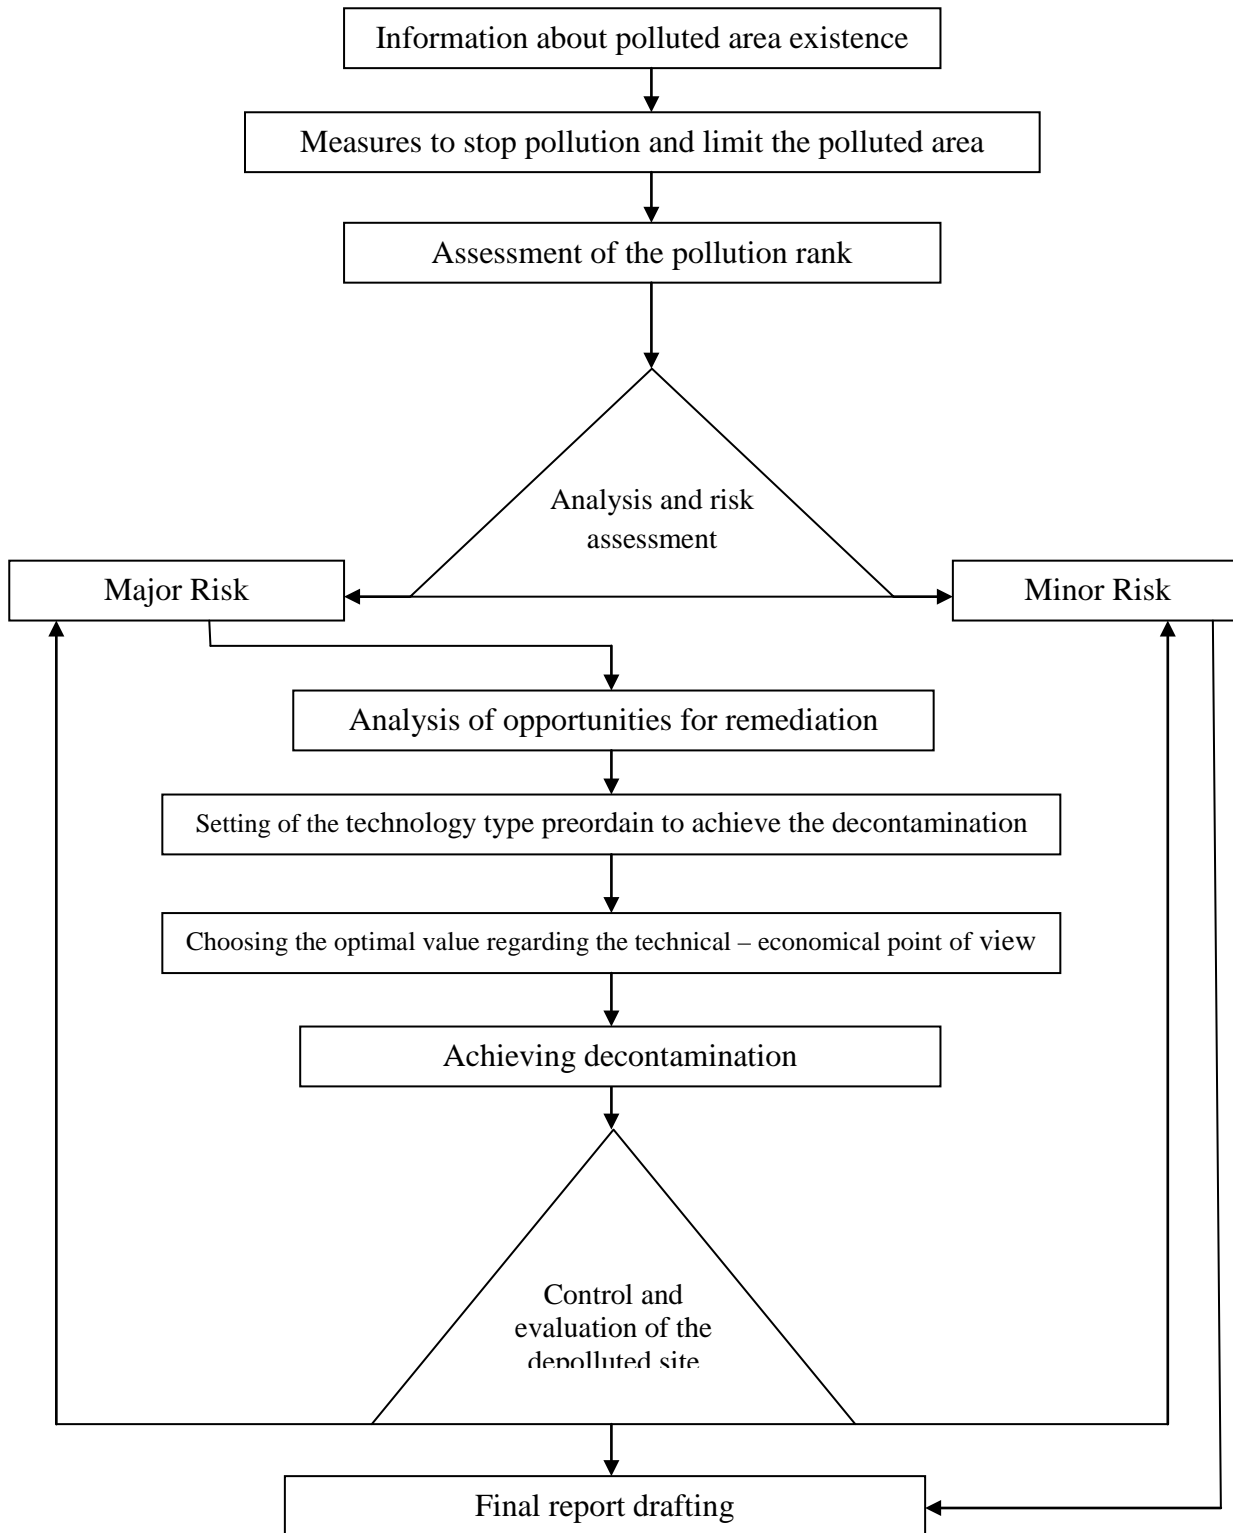 Information about polluted area existence
Measures to stop pollution and limit the polluted area
Assessment of the pollution rank
Analysis and risk
assessment
Major Risk
Minor Risk
Analysis of opportunities for remediation
Setting of the technology type preordain to achieve the decontamination
Choosing the optimal value regarding the technical – economical point of view
Achieving decontamination
Control and
evaluation of the
depolluted site
Final report drafting